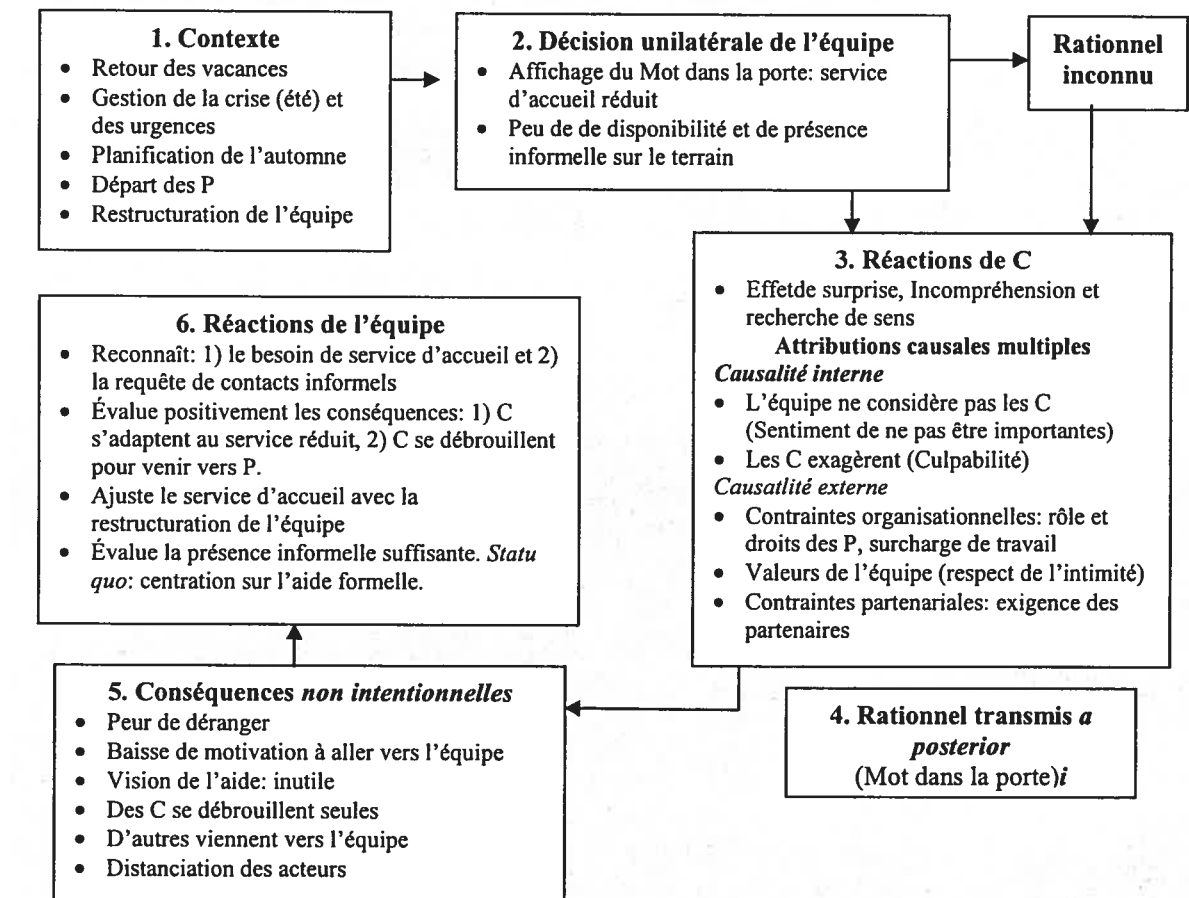 1. Contexte
• Retour des vacances
• Gestion de la crise (été) et
des urgences
• Planification de l'automne
• Départ des P
• Restructuration de l'équipe
2. Décision unilatérale de l'équipe
• Affichage du Mot dans la porte: service
d'accueil réduit
• Peu de de disponibilité et de présence
informelle sur le terrain
Rationnel
inconnu
3. Réactions de C
• Effetde surprise, Incompréhension et
recherche de sens
Attributions causales multiples
Causalité interne
• L'équipe ne considère pas les C
(Sentiment de ne pas être importantes)
• Les C exagèrent (Culpabilité)
Causatlité externe
• Contraintes organisationnelles: rôle et
droits des P, surcharge de travail
• Valeurs de l'équipe (respect de l'intimité)
• Contraintes partenariales: exigence des
partenaires
4. Rationnel transmis a
posterior
(Mot dans la porte)i
5. Conséquences non intentionnelles
• Peur de déranger
• Baisse de motivation à aller vers l'équipe
• Vision de l'aide: inutile
• Des C se débrouillent seules
• D'autres viennent vers l'équipe
• Distanciation des acteurs
6. Réactions de l'équipe
• Reconnaît: 1) le besoin de service d'accueil et 2)
la requête de contacts informels
• Évalue positivement les conséquences: 1) C
s'adaptent au service réduit, 2) C se débrouillent
pour venir vers P.
• Ajuste le service d'accueil avec la
restructuration de l'équipe
• Évalue la présence informelle suffisante. Statu
quo: centration sur l'aide formelle.